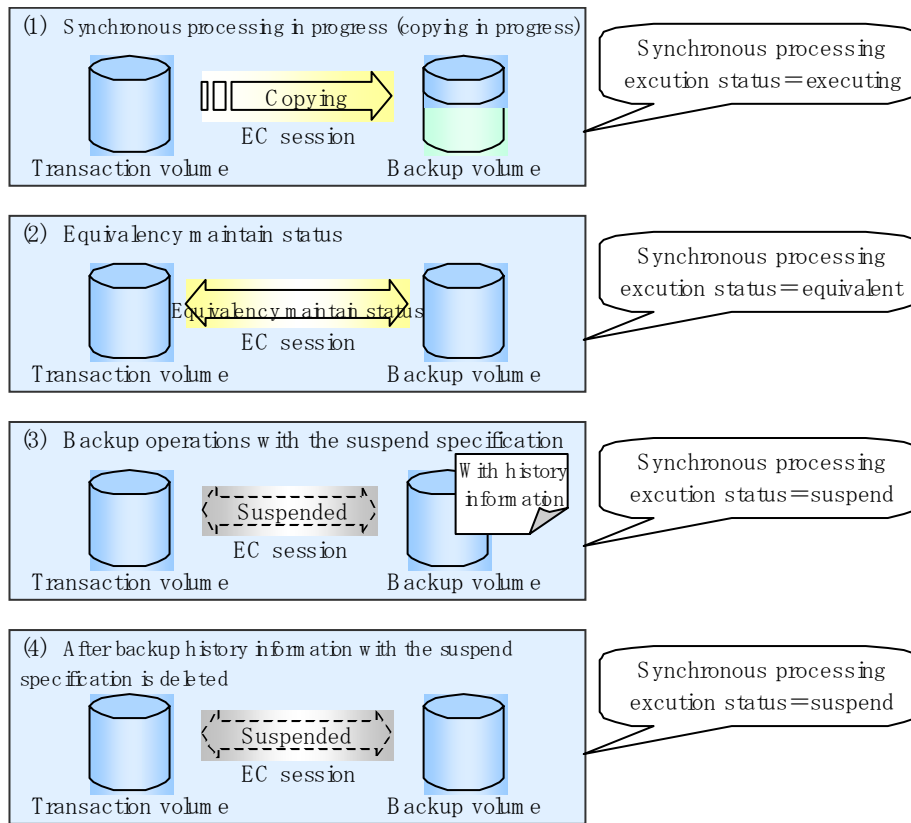 (1) Synchronous processing in progress (copying in progress)
Copying
EC session
Transaction volume
Backup volume
Synchronous processing
excution status=executing
(2) Equivalency maintain status
Equivalency maintain status
EC session
Transaction volume
Backup volume
Synchronous processing
excution status=equivalent
(3) Backup operations with the suspend specification
With history
information
Suspended
EC session
Transaction volume
Backup volume
Synchronous processing
excution status=suspend
(4) After backup history information with the suspend
specification is deleted
Suspended
EC session
Transaction volume
Backup volume
Synchronous processing
excution status=suspend